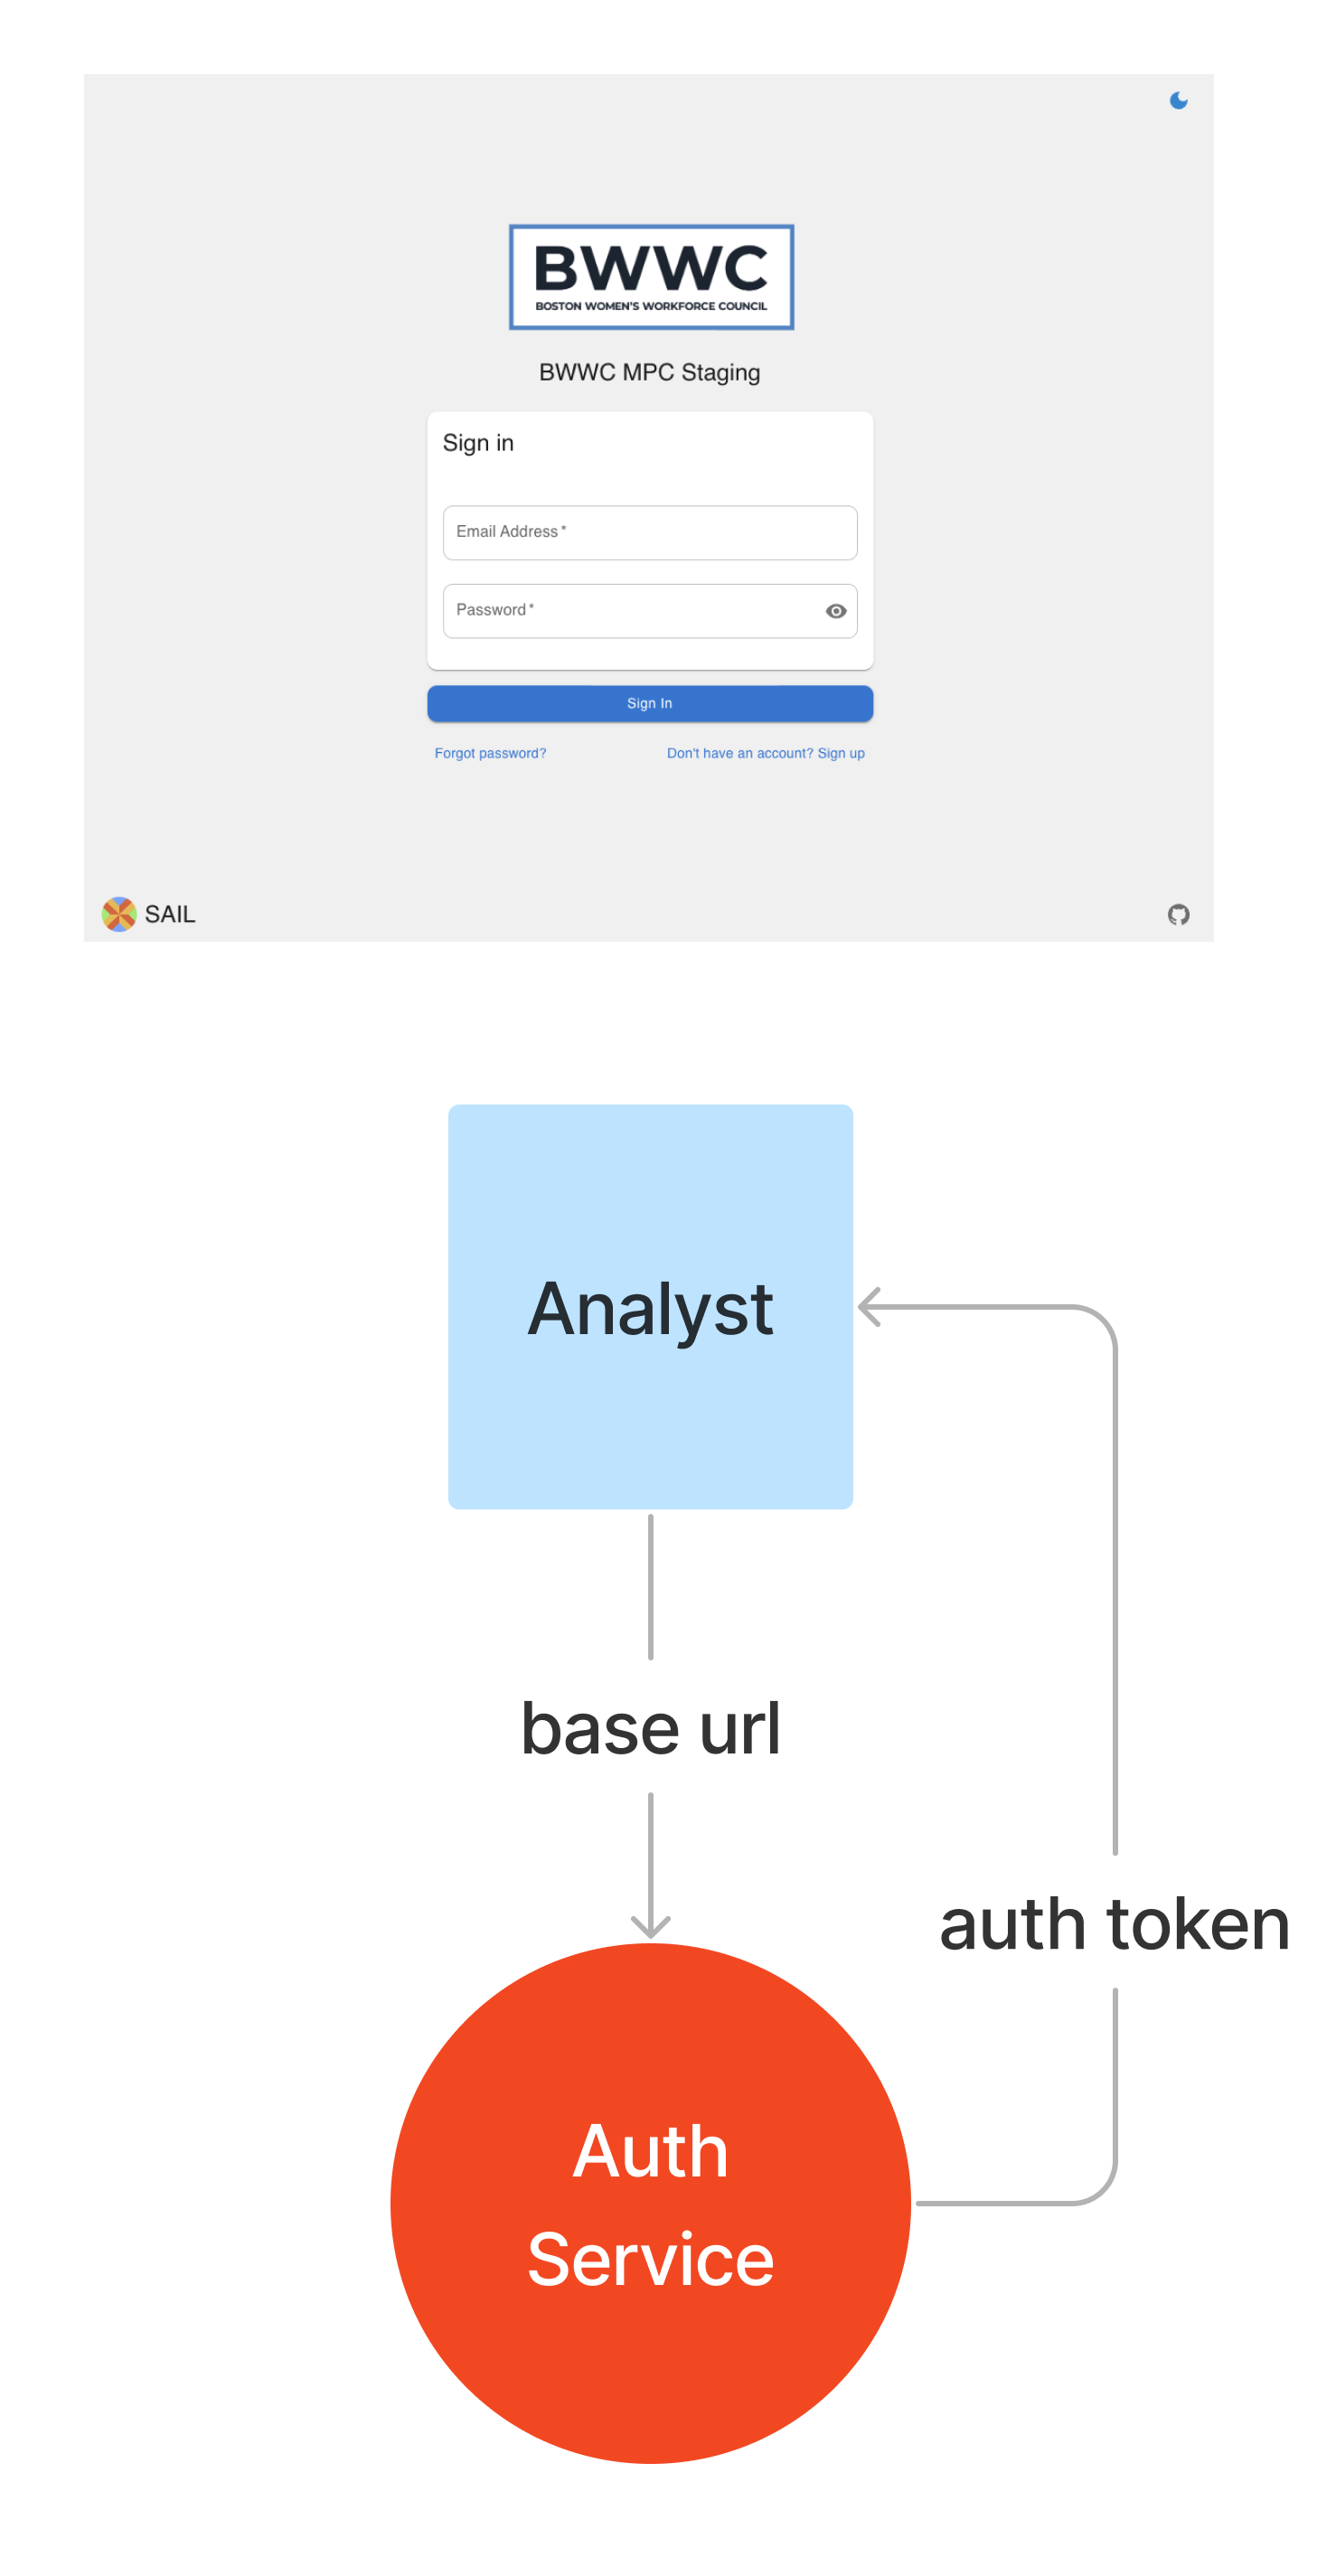 BWWC
BOSTON WOMEN'S WORKFORCE COUNCIL
BWWC MPC Staging
Sign in
Email Address *
Password *
Sign In
Forgot password?
Don't have an account? Sign up
SAIL
Analyst
base url
auth token
Auth
Service